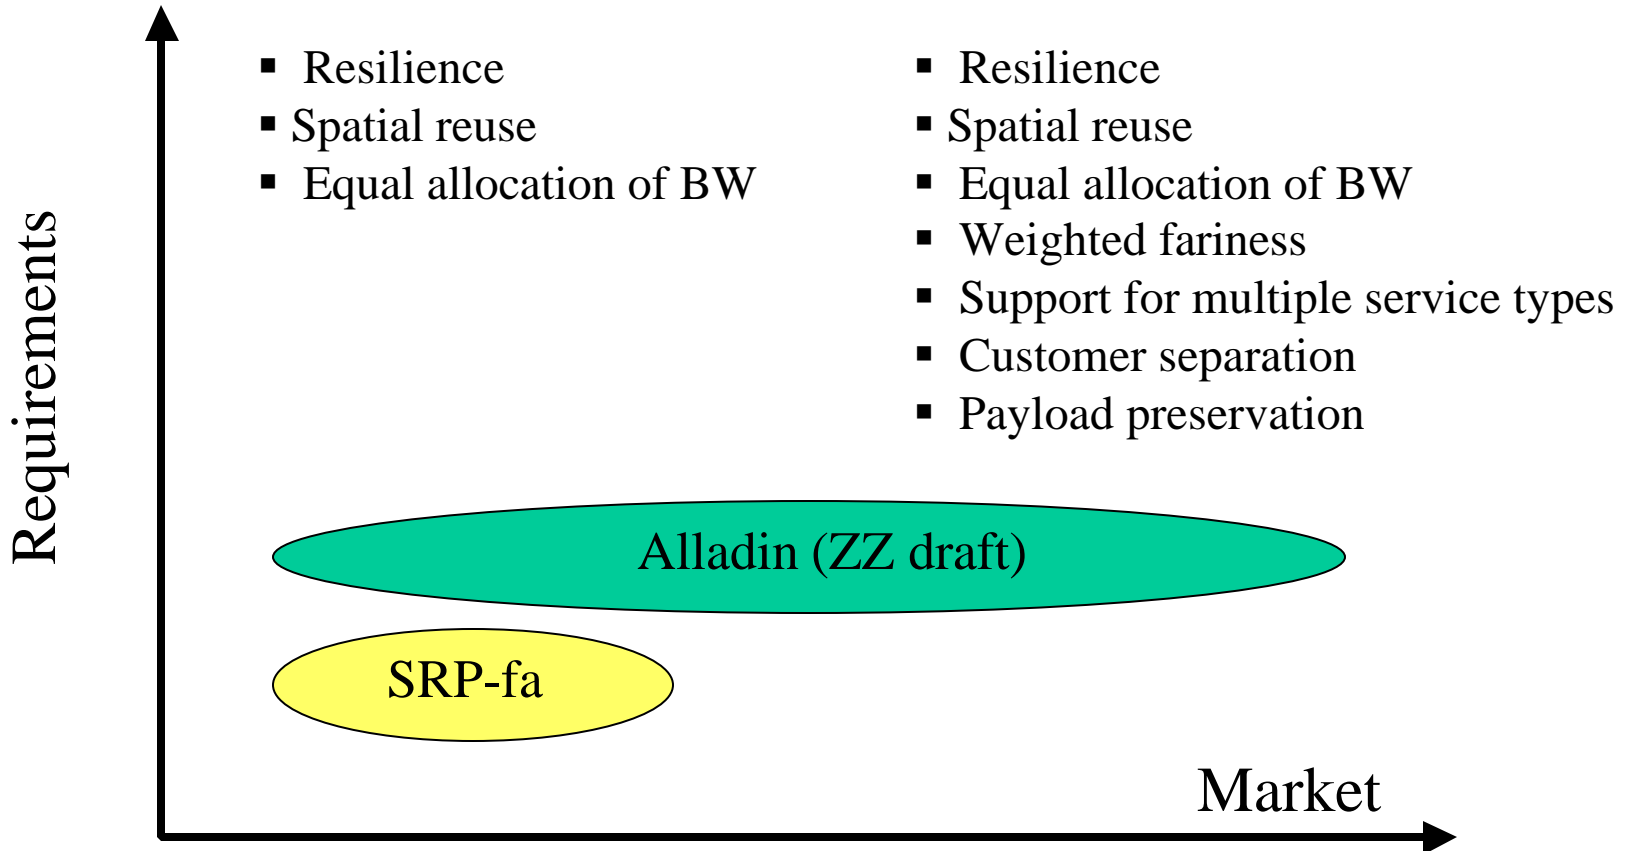 ▪ Resilience
▪ Spatial reuse
▪ Equal allocation of BW
▪ Resilience
▪ Spatial reuse
▪ Equal allocation of BW
▪ Weighted fariness
▪ Support for multiple service types
▪ Customer separation
▪ Payload preservation
Requirements
Alladin (ZZ draft)
SRP-fa
Market